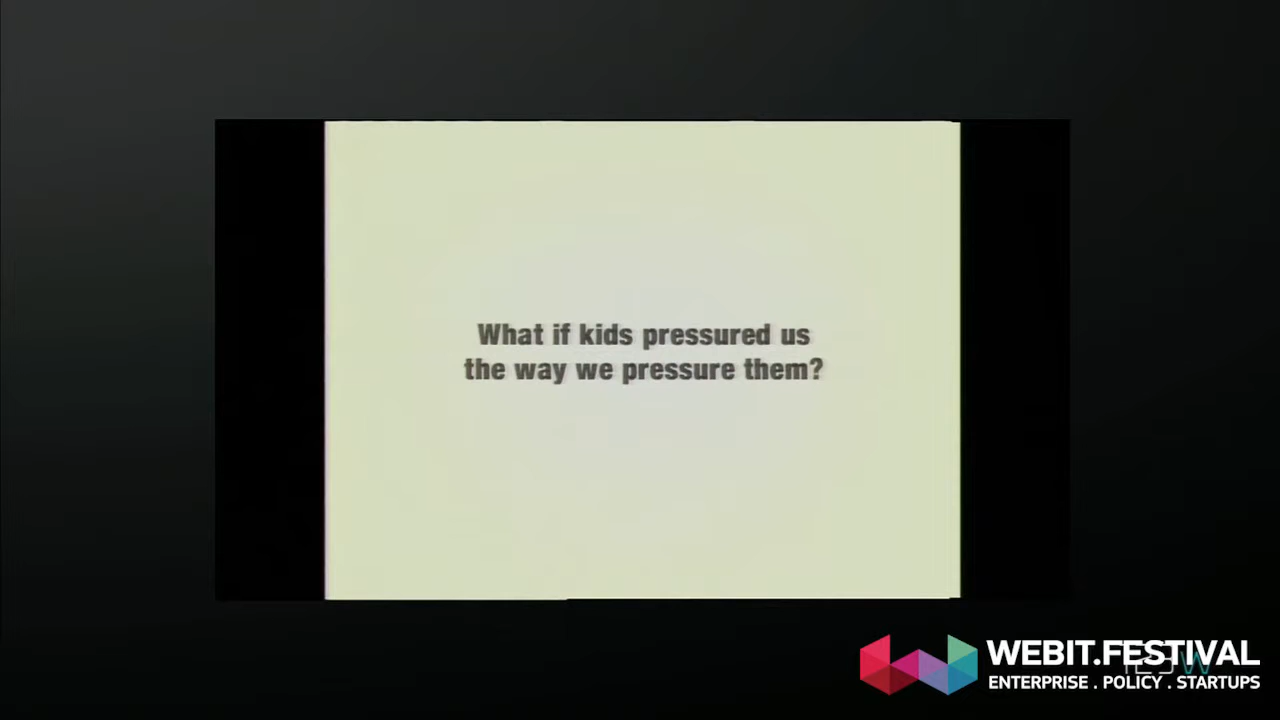 What if kids pressured us
the way we pressure them?
WEBIT.FESTIVAL
ENTERPRISE . POLICY . STARTUPS